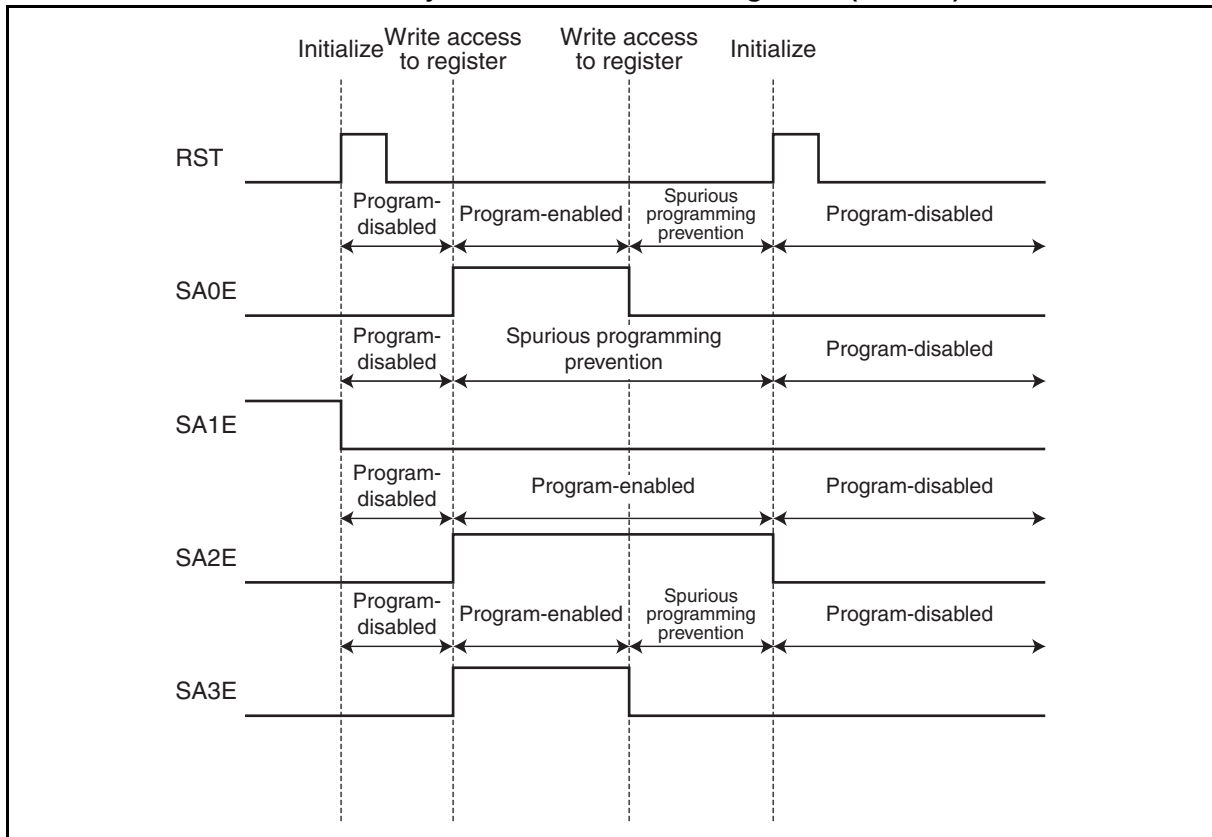 Initialize
Write access
to register
Write access
to register
Initialize
RST
Program-
disabled
Program-enabled
Spurious
programming
prevention
Program-disabled
SA0E
Program-
disabled
Spurious programming
prevention
Program-disabled
SA1E
Program-
disabled
Program-enabled
Program-disabled
SA2E
Program-
disabled
Program-enabled
Spurious
programming
prevention
Program-disabled
SA3E